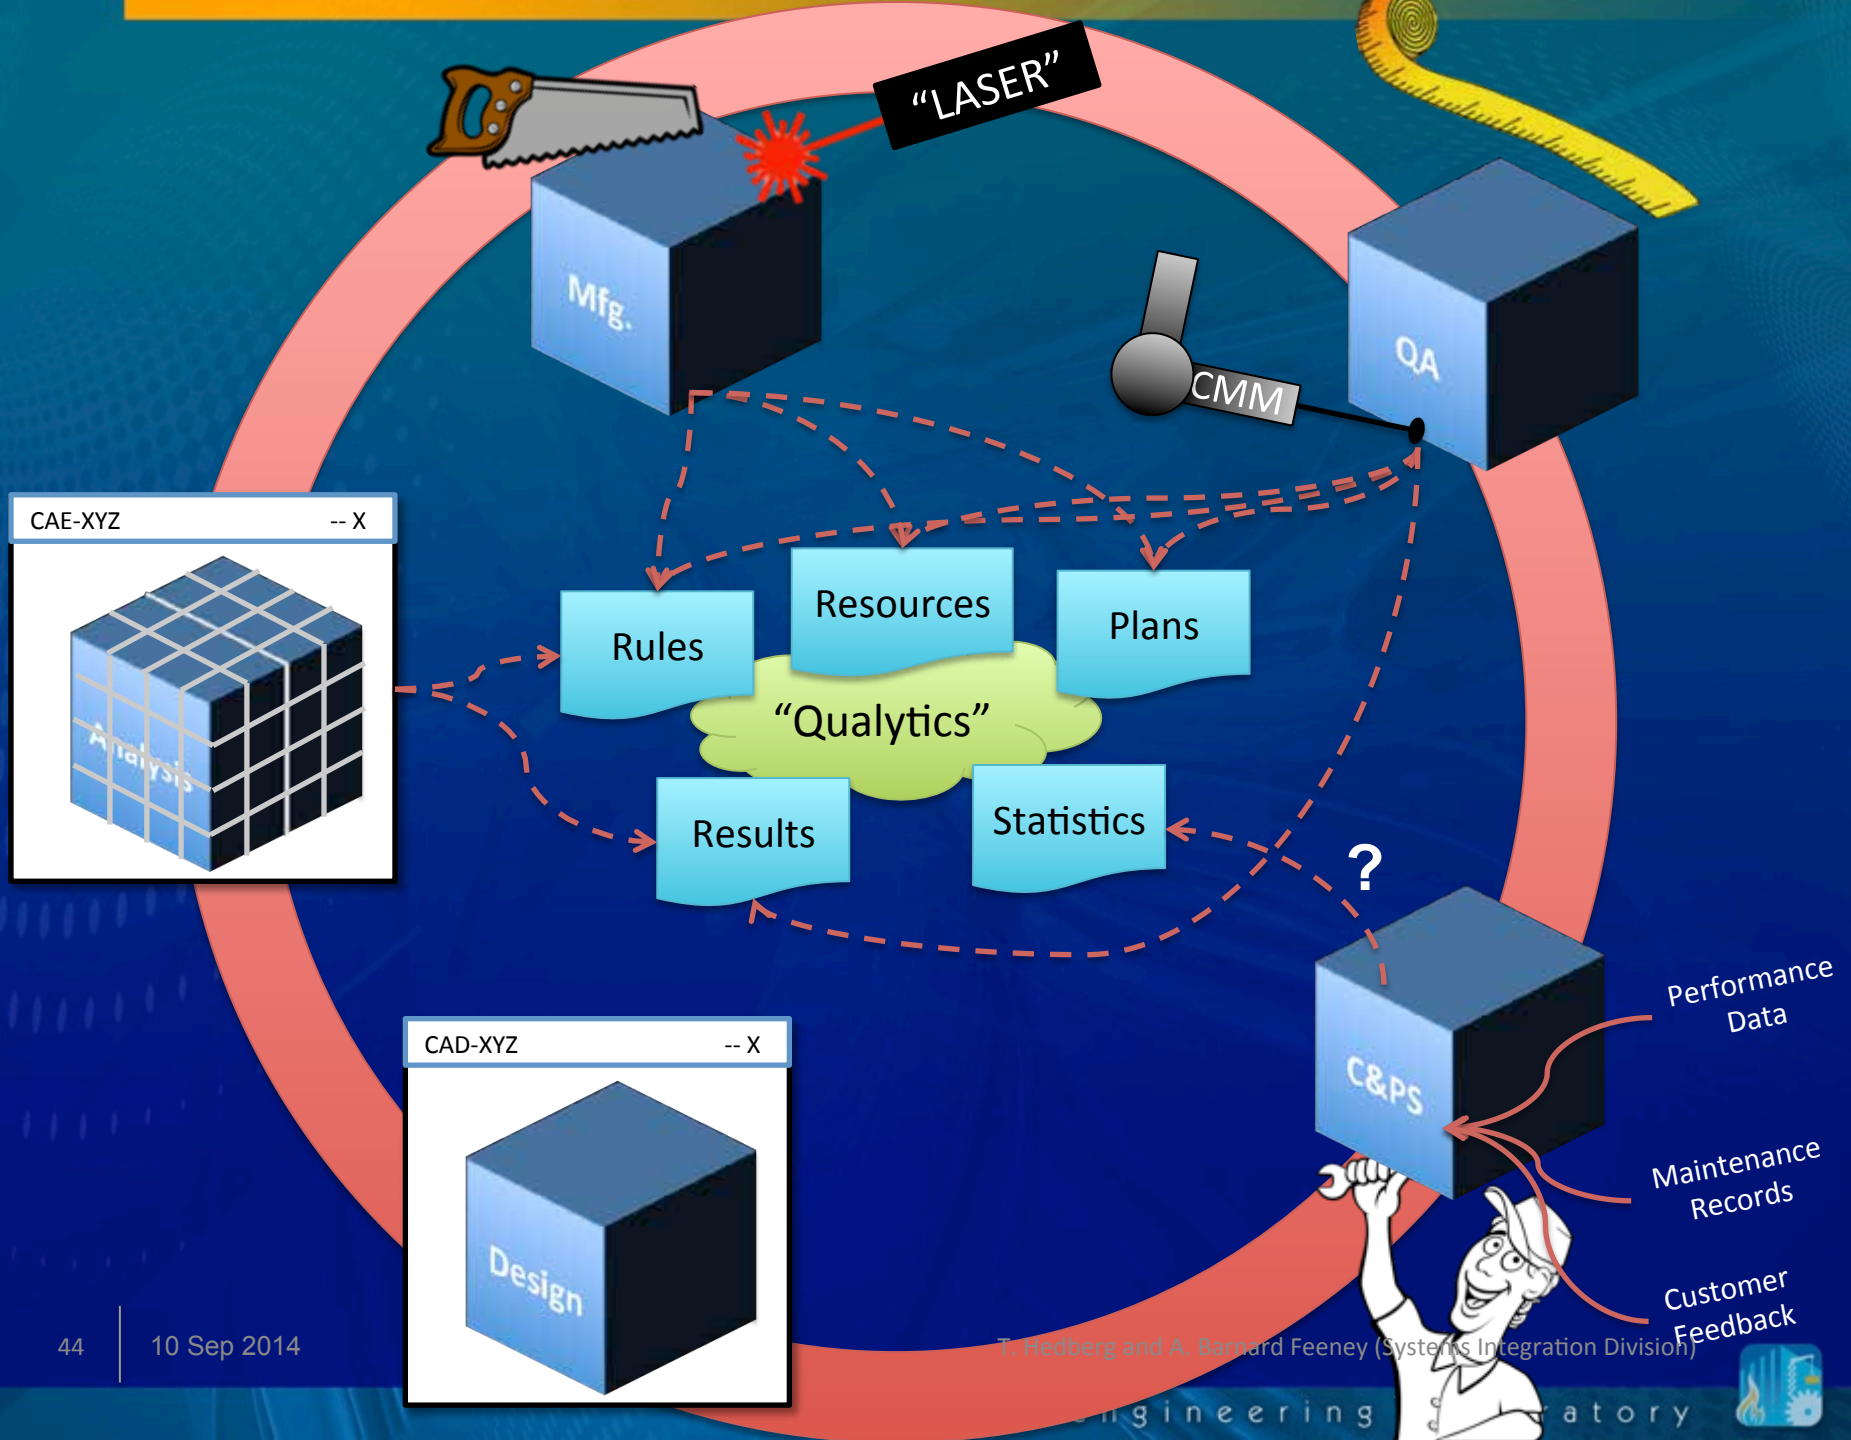 “LASER”
Mfg.
CMM
QA
CAE-XYZ -- X
Analysis
Rules
Resources
Plans
“Qualytics”
Results
Statistics
?
C&PS
Performance
Data
Maintenance
Records
Customer
Feedback
CAD-XYZ -- X
Design
44
10 Sep 2014
T. Hedberg and A. Barnard Feeney (Systems Integration Division)